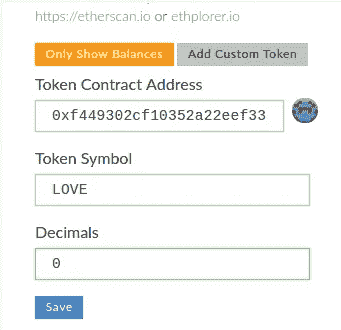 https://etherscan.io or ethplorer.io
Only Show Balances Add Custom Token
Token Contract Address
0xf449302cf10352a22eef33
Token Symbol
LOVE
Decimals
0
Save